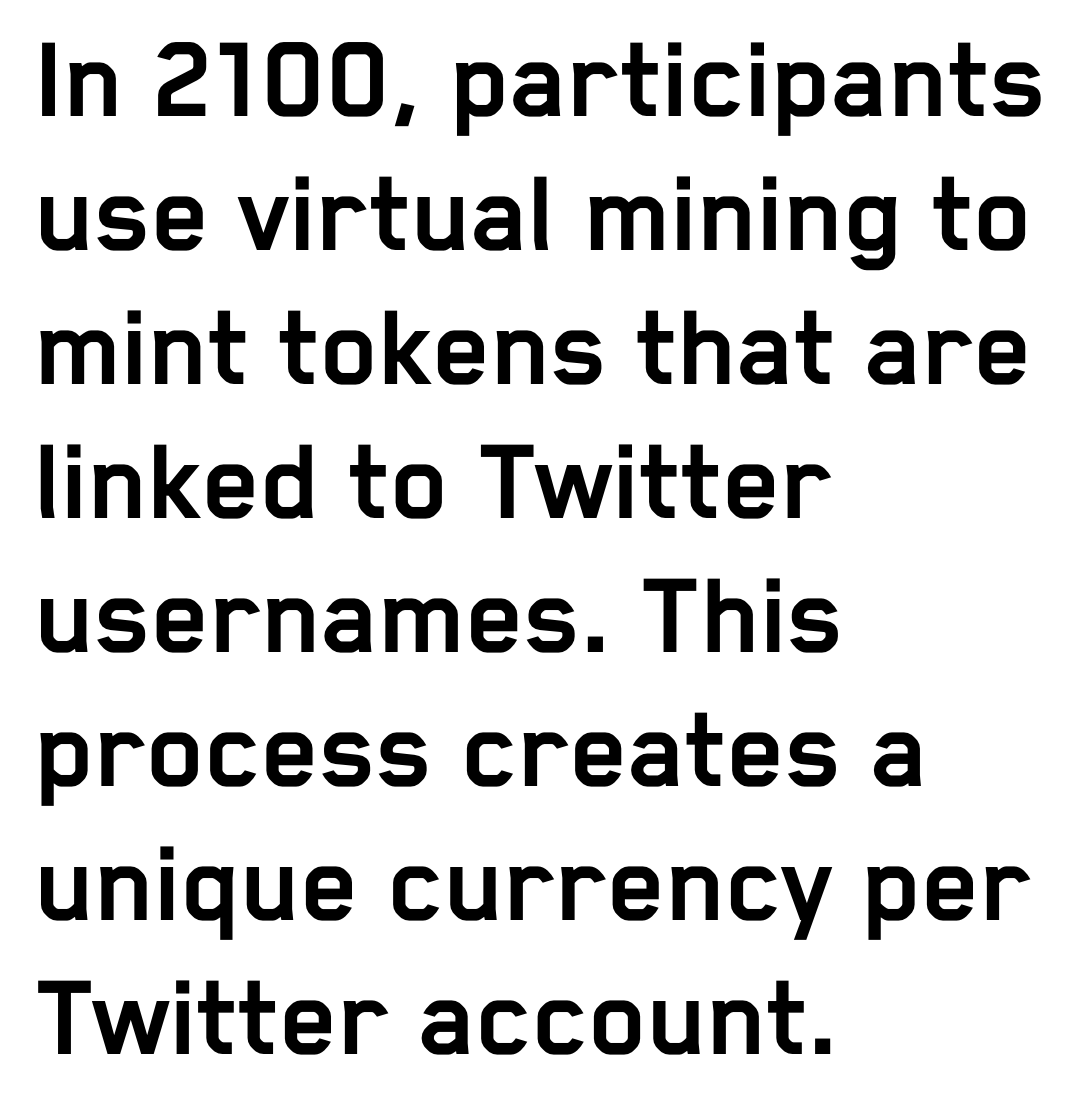 In 2100, participants
use virtual mining to
mint tokens that are
linked to Twitter
usernames. This
process creates a
unique currency per
Twitter account.